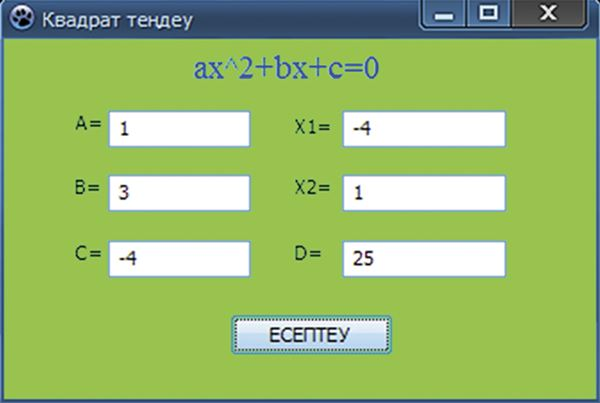 Квадрат теңдеу
ax^2+bx+c=0
A= 1 X1= -4
B= 3 X2= 1
C= -4 D= 25
ЕСЕПТЕУ